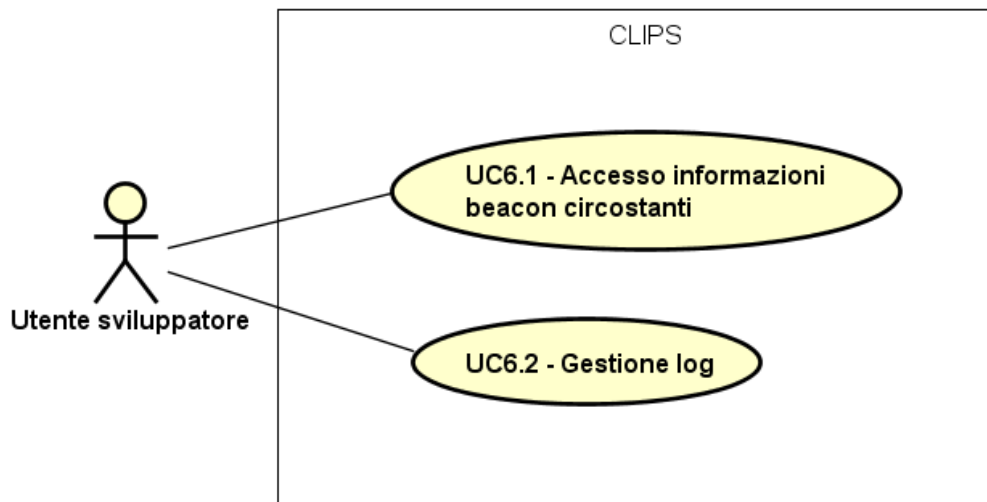 CLIPS
UC6.1 - Accesso informazioni
beacon circostanti
Utente sviluppatore
UC6.2 - Gestione log